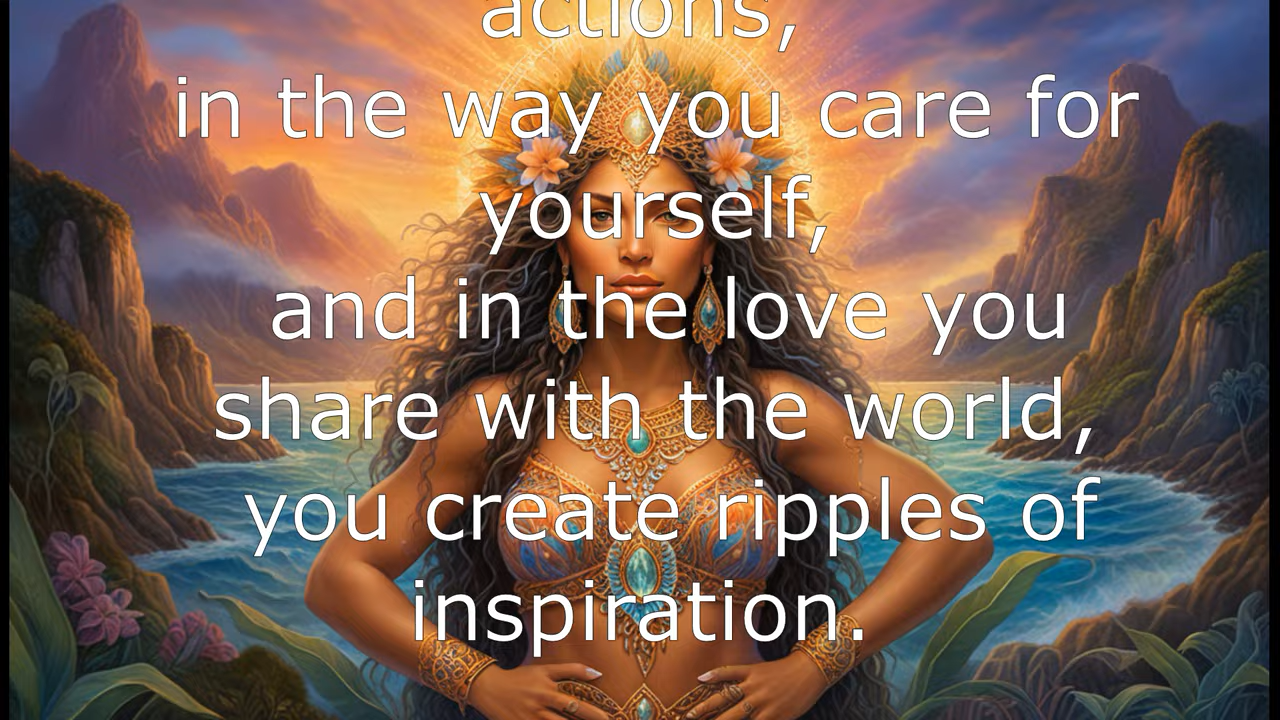 actions,
in the way you care for
yourself,
and in the love you
share with the world,
you create ripples of
inspiration.